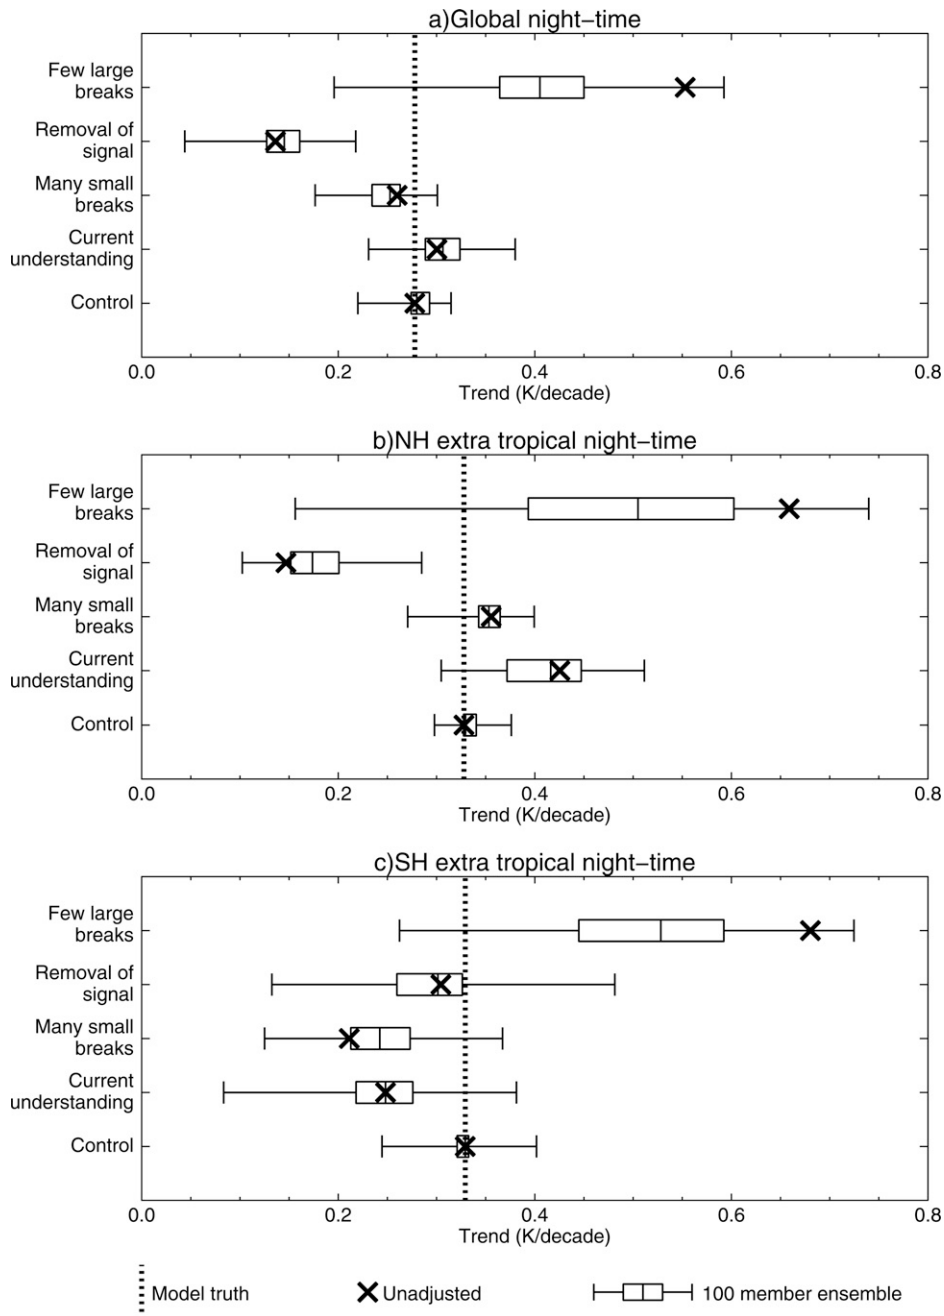 a)Global night−time
Few large
breaks
Removal of
signal
Many small
breaks
Current
understanding
Control
0.0 0.2 0.4 0.6 0.8
Trend (K/decade)
b)NH extra tropical night−time
Few large
breaks
Removal of
signal
Many small
breaks
Current
understanding
Control
0.0 0.2 0.4 0.6 0.8
Trend (K/decade)
c)SH extra tropical night−time
Few large
breaks
Removal of
signal
Many small
breaks
Current
understanding
Control
0.0 0.2 0.4 0.6 0.8
Trend (K/decade)
Model truth Unadjusted 100 member ensemble